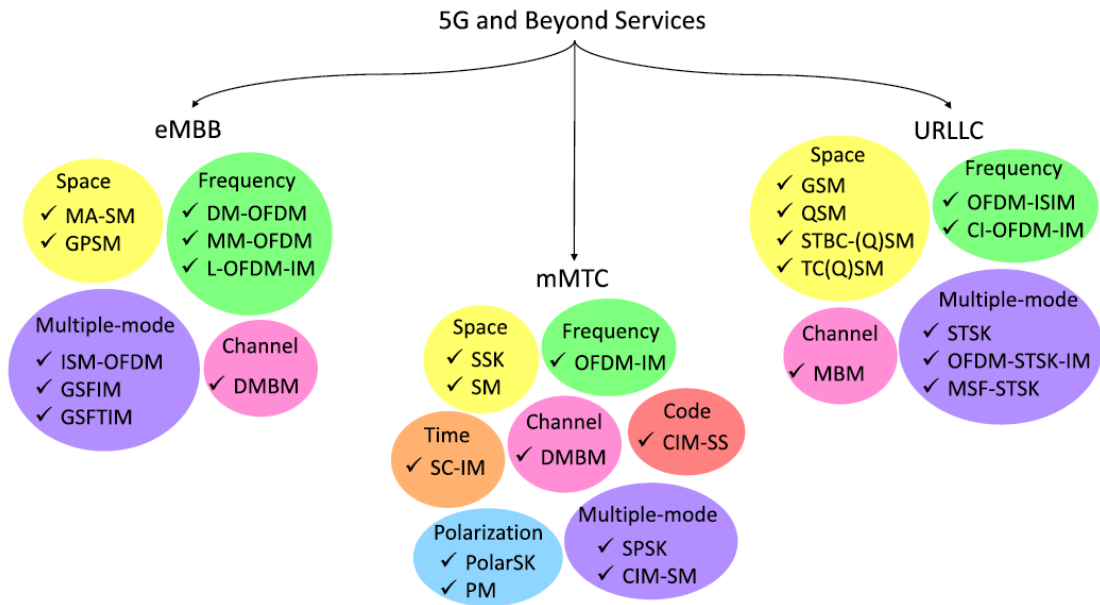 5G and Beyond Services
eMBB
Space
✓ MA-SM
✓ GPSM
Frequency
✓ DM-OFDM
✓ MM-OFDM
✓ L-OFDM-IM
Multiple-mode
✓ ISM-OFDM
✓ GSFIM
✓ GSFTIM
Channel
✓ DMBM
mMTC
Space
✓ SSK
✓ SM
Frequency
✓ OFDM-IM
Time
✓ SC-IM
Channel
✓ DMBM
Code
✓ CIM-SS
Polarization
✓ PolarSK
✓ PM
Multiple-mode
✓ SPSK
✓ CIM-SM
URLLC
Space
✓ GSM
✓ QSM
✓ STBC-(Q)SM
✓ TC(Q)SM
Frequency
✓ OFDM-ISIM
✓ CI-OFDM-IM
Channel
✓ MBM
Multiple-mode
✓ STSK
✓ OFDM-STSK-IM
✓ MSF-STSK